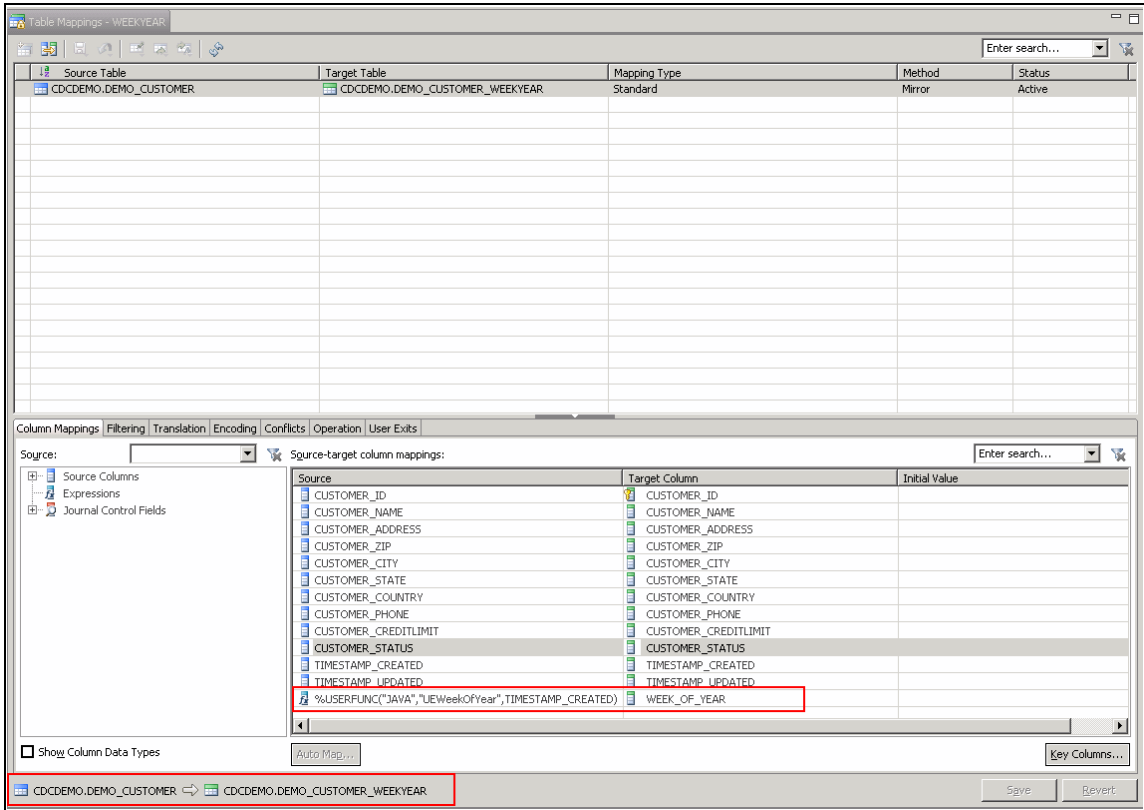 Table Mappings - WEEKYEAR
Enter search...
Source Table Target Table Mapping Type Method Status
CDCDEMO.DEMO_CUSTOMER CDCDEMO.DEMO_CUSTOMER_WEEKYEAR Standard Mirror Active
Column Mappings Filtering Translation Encoding Conflicts Operation User Exits
Source: Source-target column mappings: Enter search...
Source Columns
Expressions
Journal Control Fields
Source Target Column Initial Value
CUSTOMER_ID CUSTOMER_ID
CUSTOMER_NAME CUSTOMER_NAME
CUSTOMER_ADDRESS CUSTOMER_ADDRESS
CUSTOMER_ZIP CUSTOMER_ZIP
CUSTOMER_CITY CUSTOMER_CITY
CUSTOMER_STATE CUSTOMER_STATE
CUSTOMER_COUNTRY CUSTOMER_COUNTRY
CUSTOMER_PHONE CUSTOMER_PHONE
CUSTOMER_CREDITLIMIT CUSTOMER_CREDITLIMIT
CUSTOMER_STATUS CUSTOMER_STATUS
TIMESTAMP_CREATED TIMESTAMP_CREATED
TIMESTAMP_UPDATED TIMESTAMP_UPDATED
%USERFUNC("JAVA","UEWeekOfYear",TIMESTAMP_CREATED) WEEK_OF_YEAR
Show Column Data Types Auto Map... Key Columns...
CDCDEMO.DEMO_CUSTOMER CDCDEMO.DEMO_CUSTOMER_WEEKYEAR Save Revert